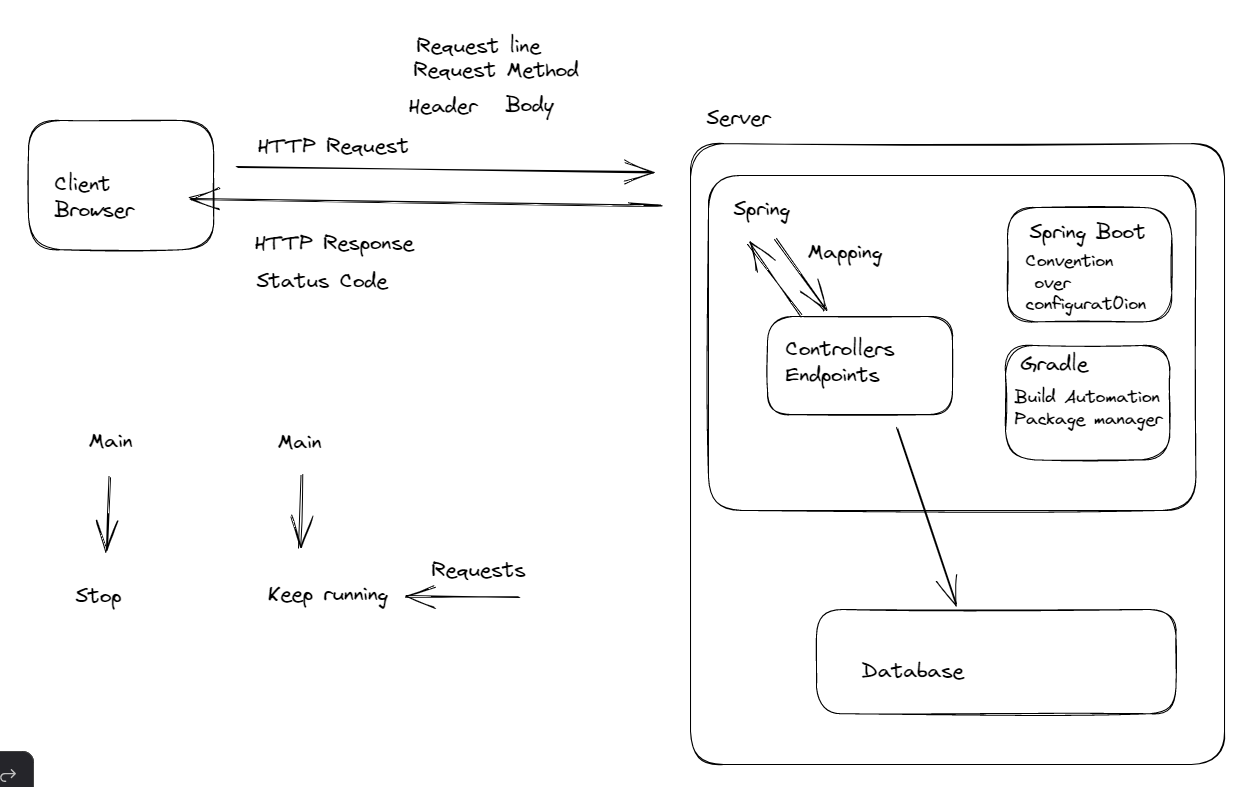 Request line
Request Method
Header Body
HTTP Request
Client
Browser
HTTP Response
Status Code
Server
Spring
Mapping
Controllers
Endpoints
Spring Boot
Convention
over
configuratOion
Gradle
Build Automation
Package manager
Main
Stop
Main
Keep running
Requests
Database